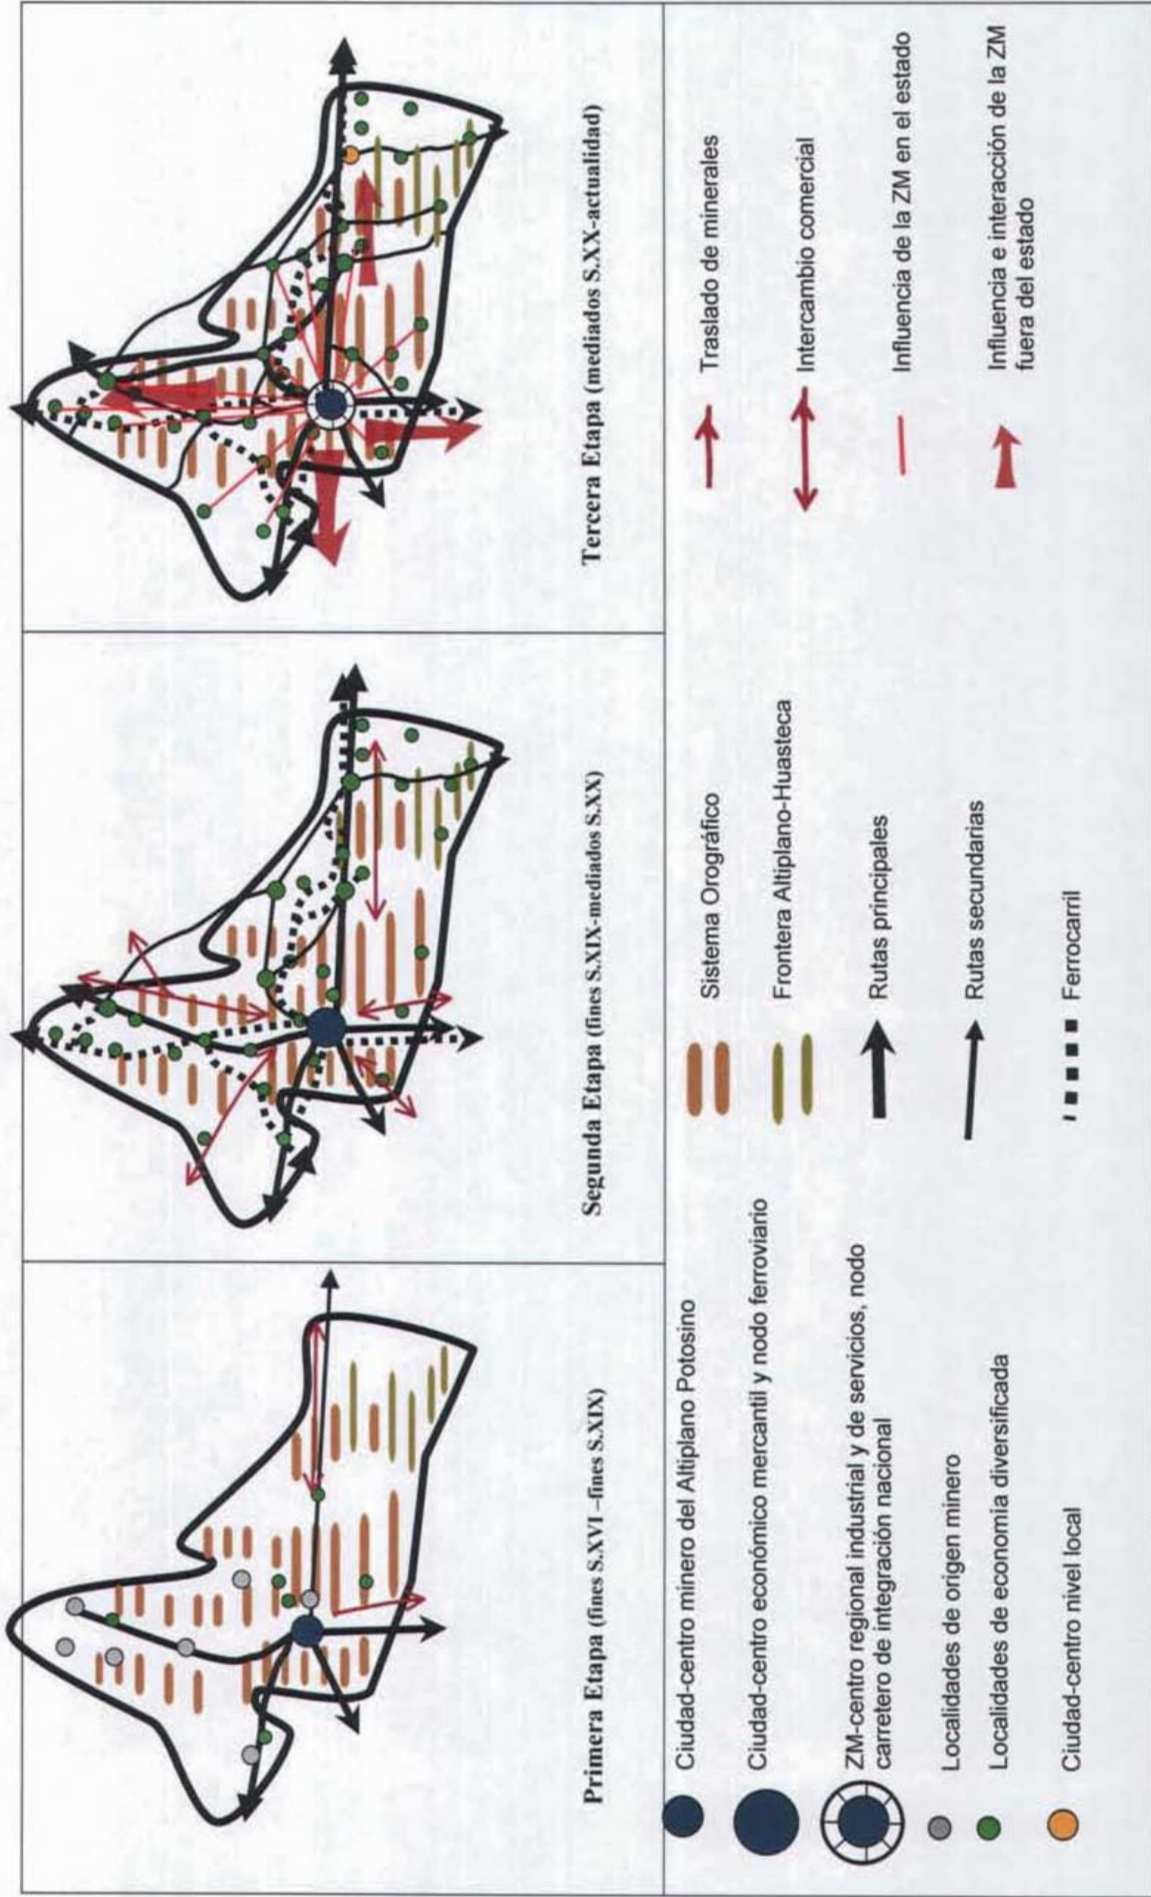 Primera Etapa (fines S.XVI –fines S.XIX)
Segunda Etapa (fines S.XIX-mediados S.XX)
Tercera Etapa (mediados S.XX-actualidad)
Ciudad-centro minero del Altiplano Potosino
Ciudad-centro económico mercantil y nodo ferroviario
ZM-centro regional industrial y de servicios, nodo
carretero de integración nacional
Localidades de origen minero
Localidades de economía diversificada
Ciudad-centro nivel local
Sistema Orográfico
Frontera Altiplano-Huasteca
Rutas principales
Rutas secundarias
Ferrocarril
Traslado de minerales
Intercambio comercial
Influencia de la ZM en el estado
Influencia e interacción de la ZM
fuera del estado